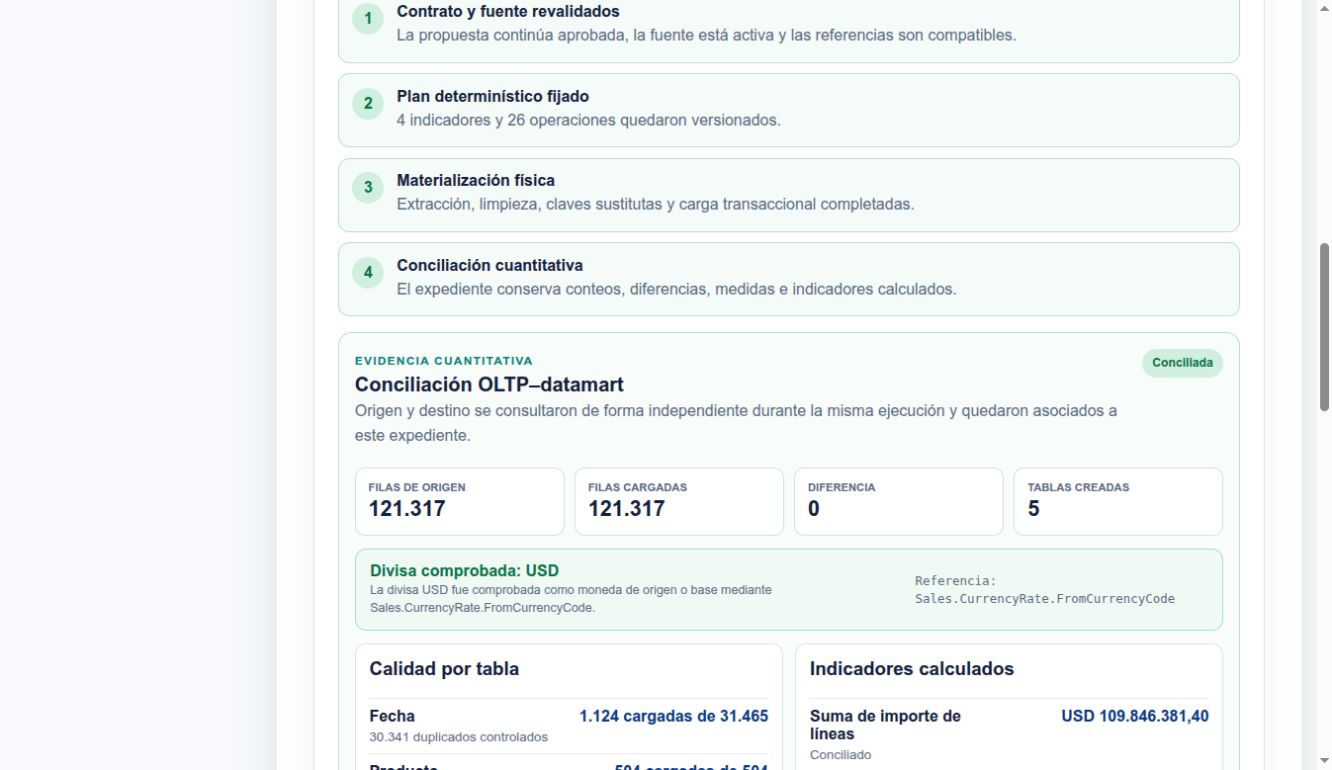 1
Contrato y fuente revalidados
La propuesta continúa aprobada, la fuente está activa y las referencias son compatibles.
2
Plan determinístico fijado
4 indicadores y 26 operaciones quedaron versionados.
3
Materialización física
Extracción, limpieza, claves sustitutas y carga transaccional completadas.
4
Conciliación cuantitativa
El expediente conserva conteos, diferencias, medidas e indicadores calculados.
EVIDENCIA CUANTITATIVA
Conciliada
Conciliación OLTP–datamart
Origen y destino se consultaron de forma independiente durante la misma ejecución y quedaron asociados a
este expediente.
FILAS DE ORIGEN
121.317
FILAS CARGADAS
121.317
DIFERENCIA
0
TABLAS CREADAS
5
Divisa comprobada: USD
La divisa USD fue comprobada como moneda de origen o base mediante
Sales.CurrencyRate.FromCurrencyCode.
Referencia:
Sales.CurrencyRate.FromCurrencyCode
Calidad por tabla
Fecha
1.124 cargadas de 31.465
30.341 duplicados controlados
Producto
504 cargadas de 504
Indicadores calculados
Suma de importe de
líneas
USD 109.846.381,40
Conciliado